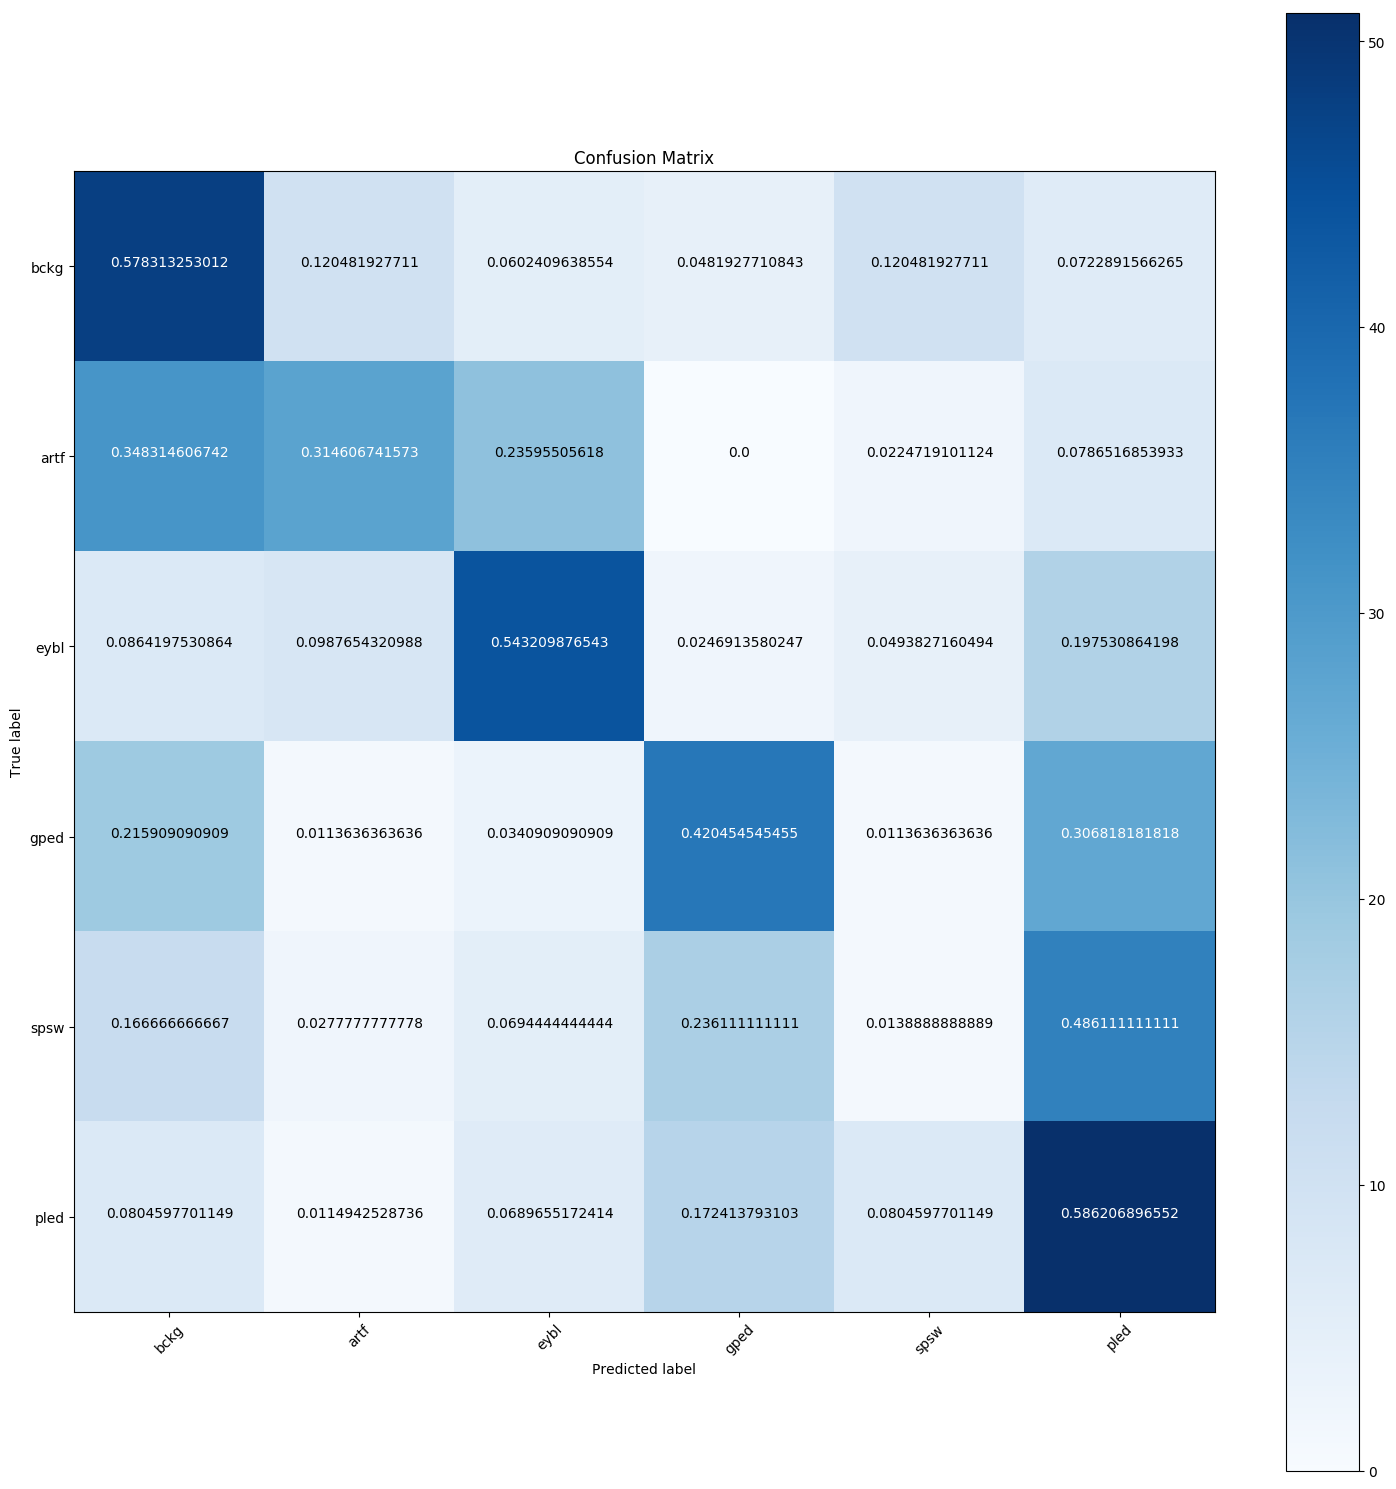 Confusion Matrix
bckg 0.578313253012 0.120481927711 0.0602409638554 0.0481927710843 0.120481927711 0.0722891566265
artf 0.348314606742 0.314606741573 0.23595505618 0.0 0.0224719101124 0.0786516853933
eybl 0.0864197530864 0.0987654320988 0.543209876543 0.0246913580247 0.0493827160494 0.197530864198
gped 0.215909090909 0.0113636363636 0.0340909090909 0.420454545455 0.0113636363636 0.306818181818
spsw 0.166666666667 0.0277777777778 0.0694444444444 0.236111111111 0.0138888888889 0.486111111111
pled 0.0804597701149 0.0114942528736 0.0689655172414 0.172413793103 0.0804597701149 0.586206896552
True label
bckg artf eybl gped spsw pled
Predicted label
50
40
30
20
10
0